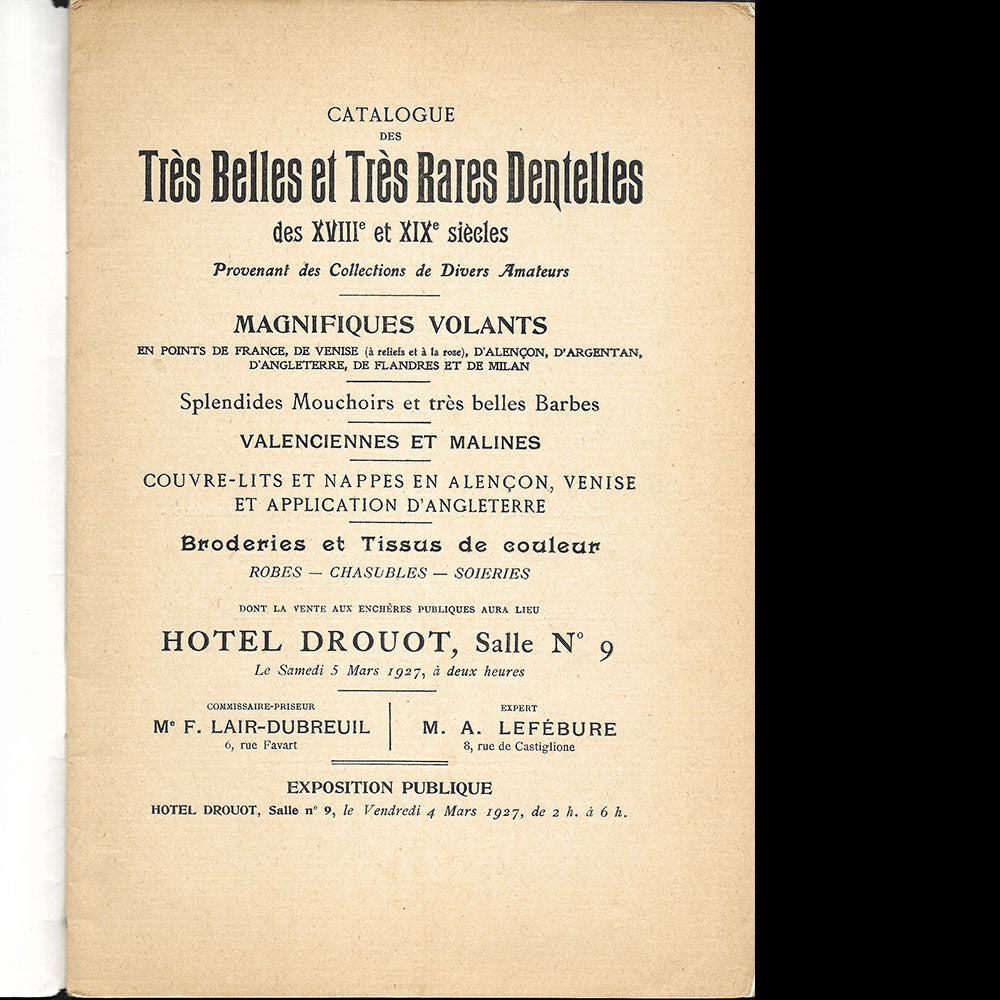 CATALOGUE
DES
Très Belles et Très Rares Dentelles
des XVIIIe et XIXe siècles
Provenant des Collections de Divers Amateurs
MAGNIFIQUES VOLANTS
EN POINTS DE FRANCE, DE VENISE (à reliefs et à la rose), D'ALENÇON, D'ARGENTAN,
D'ANGLETERRE, DE FLANDRES ET DE MILAN
Splendides Mouchoirs et très belles Barbes
VALENCIENNES ET MALINES
COUVRE-LITS ET NAPPES EN ALENÇON, VENISE
ET APPLICATION D'ANGLETERRE
Broderies et Tissus de couleur
ROBES — CHASUBLES — SOIERIES
DONT LA VENTE AUX ENCHÈRES PUBLIQUES AURA LIEU
HOTEL DROUOT, Salle No 9
Le Samedi 5 Mars 1927, à deux heures
COMMISSAIRE-PRISEUR
Me F. LAIR-DUBREUIL
6, rue Favart
EXPERT
M. A. LEFÉBURE
8, rue de Castiglione
EXPOSITION PUBLIQUE
HOTEL DROUOT, Salle no 9, le Vendredi 4 Mars 1927, de 2 h. à 6 h.